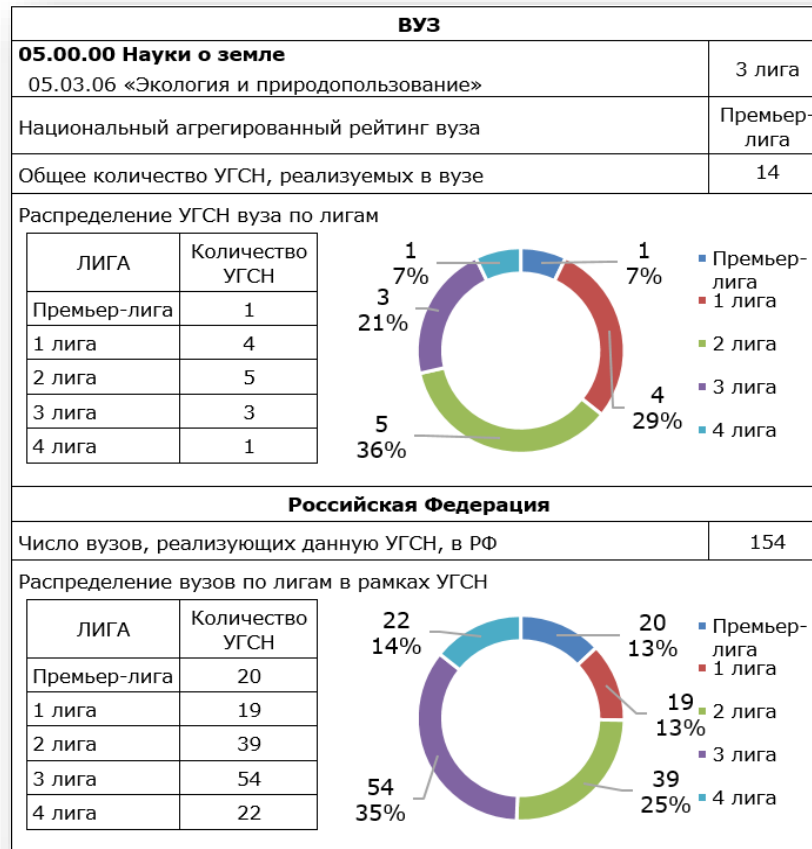 ВУЗ
05.00.00 Науки о земле
05.03.06 «Экология и природопользование»
3 лига
Национальный агрегированный рейтинг вуза
Премьер-
лига
Общее количество УГСН, реализуемых в вузе
14
Распределение УГСН вуза по лигам
ЛИГА
Количество
УГСН
Премьер-лига 1
1 лига 4
2 лига 5
3 лига 3
4 лига 1
1
7%
1
7%
3
21%
4
29%
5
36%
Премьер-
лига
1 лига
2 лига
3 лига
4 лига
Российская Федерация
Число вузов, реализующих данную УГСН, в РФ
154
Распределение вузов по лигам в рамках УГСН
ЛИГА
Количество
УГСН
Премьер-лига 20
1 лига 19
2 лига 39
3 лига 54
4 лига 22
22
14%
20
13%
19
13%
54
35%
39
25%
Премьер-
лига
1 лига
2 лига
3 лига
4 лига